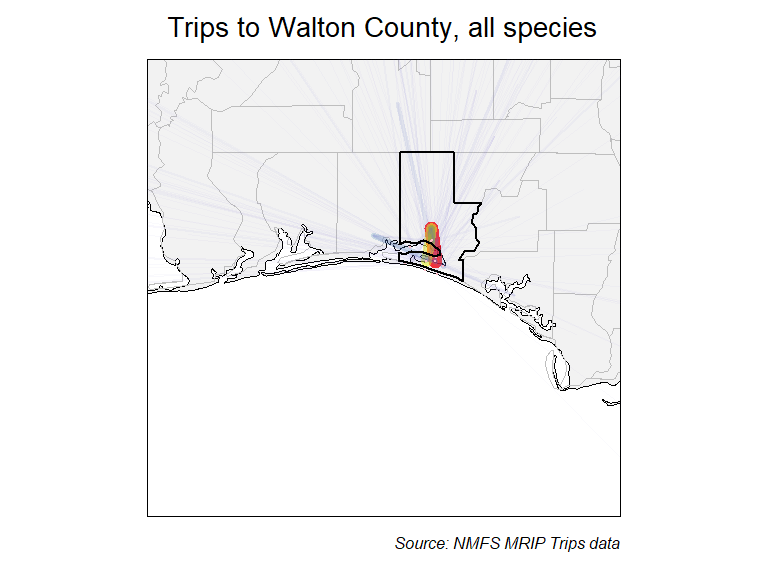 Trips to Walton County, all species
Source: NMFS MRIP Trips data